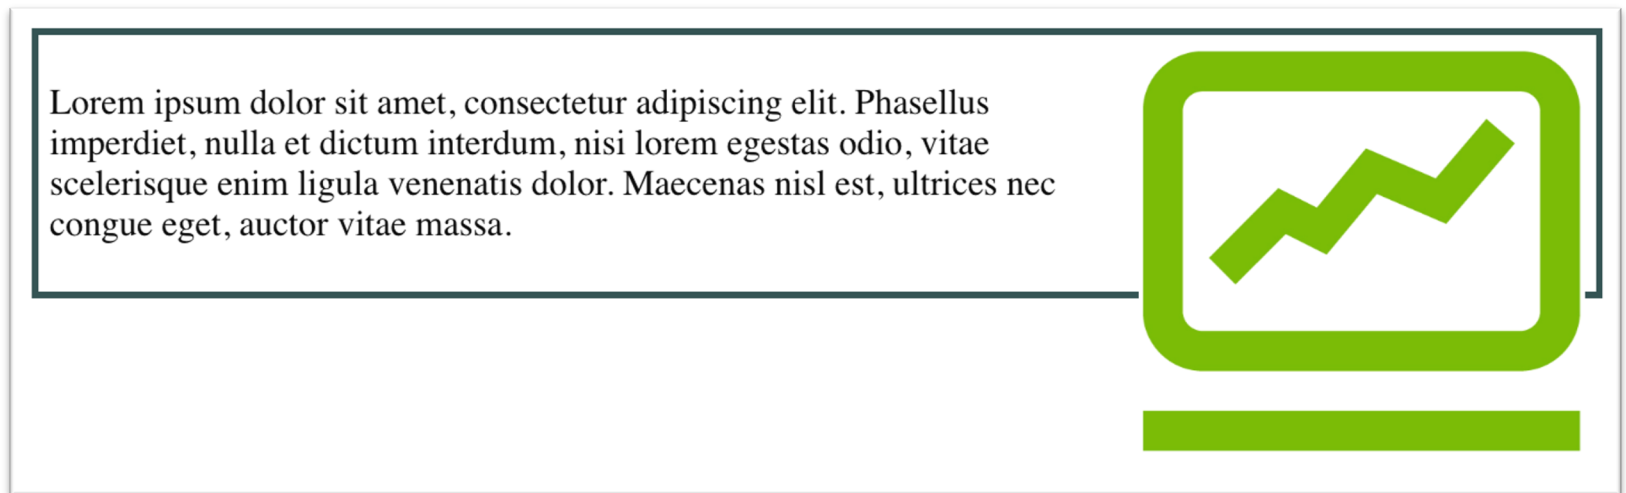 Lorem ipsum dolor sit amet, consectetur adipiscing elit. Phasellus
imperdiet, nulla et dictum interdum, nisi lorem egestas odio, vitae
scelerisque enim ligula venenatis dolor. Maecenas nisl est, ultrices nec
congue eget, auctor vitae massa.